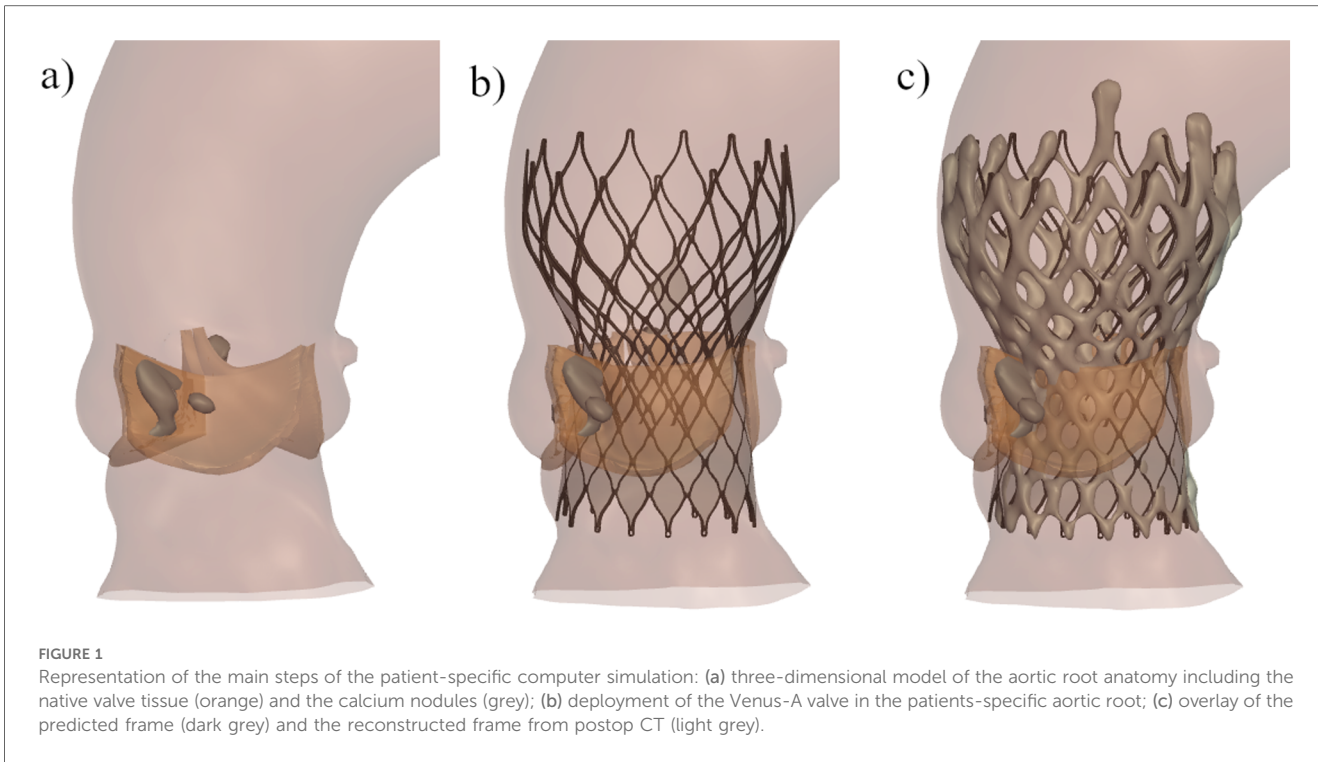 a)
b)
c)
FIGURE 1
Representation of the main steps of the patient-specific computer simulation: (a) three-dimensional model of the aortic root anatomy including the
native valve tissue (orange) and the calcium nodules (grey); (b) deployment of the Venus-A valve in the patients-specific aortic root; (c) overlay of the
predicted frame (dark grey) and the reconstructed frame from postop CT (light grey).